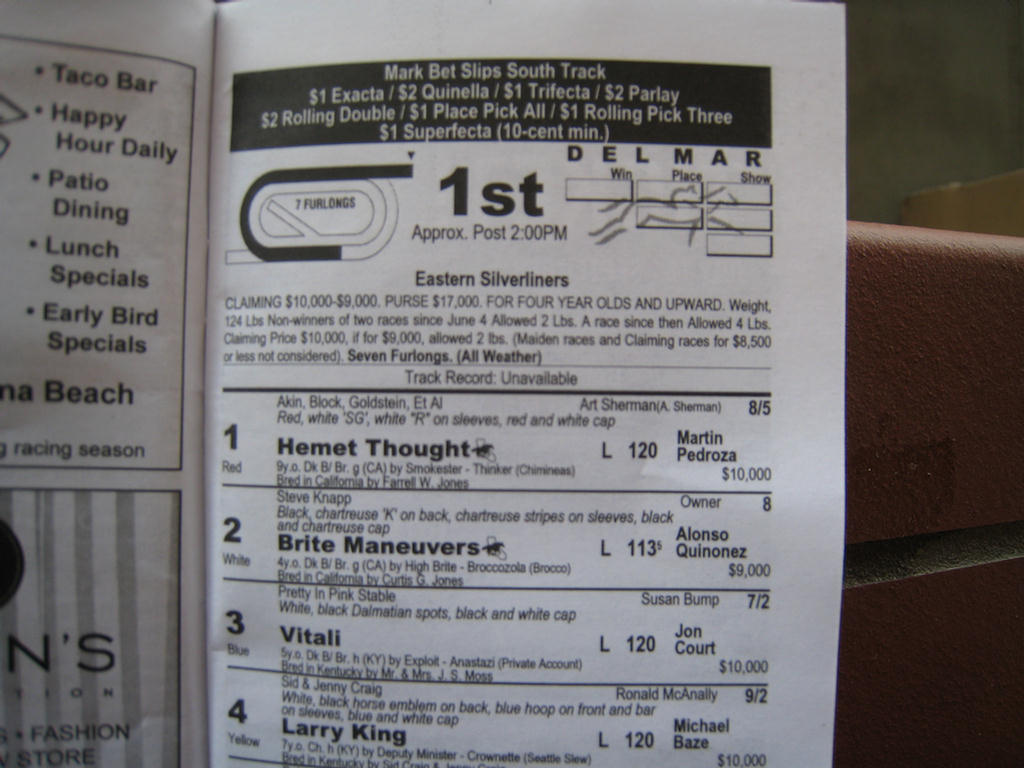 • Taco Bar
• Happy
Hour Daily
• Patio
Dining
• Lunch
Specials
• Early Bird
Specials
na Beach
g racing season
N'S
TION
S • FASHION
STORE
Mark Bet Slips South Track
$1 Exacta / $2 Quinella / $1 Trifecta / $2 Parlay
$2 Rolling Double / $1 Place Pick All / $1 Rolling Pick Three
$1 Superfecta (10-cent min.)
7 FURLONGS
1st
Approx. Post 2:00PM
DEL MAR
Win Place Show
Eastern Silverliners
CLAIMING $10,000-$9,000. PURSE $17,000. FOR FOUR YEAR OLDS AND UPWARD. Weight,
124 Lbs Non-winners of two races since June 4 Allowed 2 Lbs. A race since then Allowed 4 Lbs.
Claiming Price $10,000, if for $9,000, allowed 2 lbs. (Maiden races and Claiming races for $8,500
or less not considered). Seven Furlongs. (All Weather)
Track Record: Unavailable
Akin, Block, Goldstein, Et Al Art Sherman(A. Sherman) 8/5
Red, white 'SG', white "R" on sleeves, red and white cap
1 Hemet Thought L 120 Martin Pedroza
Red 9y.o. Dk B/ Br. g (CA) by Smokester - Thinker (Chimineas) $10,000
Bred in California by Farrell W. Jones
Steve Knapp Owner 8
Black, chartreuse 'K' on back, chartreuse stripes on sleeves, black
and chartreuse cap
2 Brite Maneuvers L 113⁵ Alonso Quinonez
White 4y.o. Dk B/ Br. g (CA) by High Brite - Broccozola (Brocco) $9,000
Bred in California by Curtis G. Jones
Pretty In Pink Stable Susan Bump 7/2
White, black Dalmatian spots, black and white cap
3 Vitali L 120 Jon Court
Blue 5y.o. Dk B/ Br. h (KY) by Exploit - Anastazi (Private Account) $10,000
Bred in Kentucky by Mr. & Mrs. J. S. Moss
Sid & Jenny Craig Ronald McAnally 9/2
White, black horse emblem on back, blue hoop on front and bar
on sleeves, blue and white cap
4 Larry King L 120 Michael Baze
Yellow 7y.o. Ch. h (KY) by Deputy Minister - Crownette (Seattle Slew) $10,000
Bred in Kentucky by Sid Craig & Jenny Craig